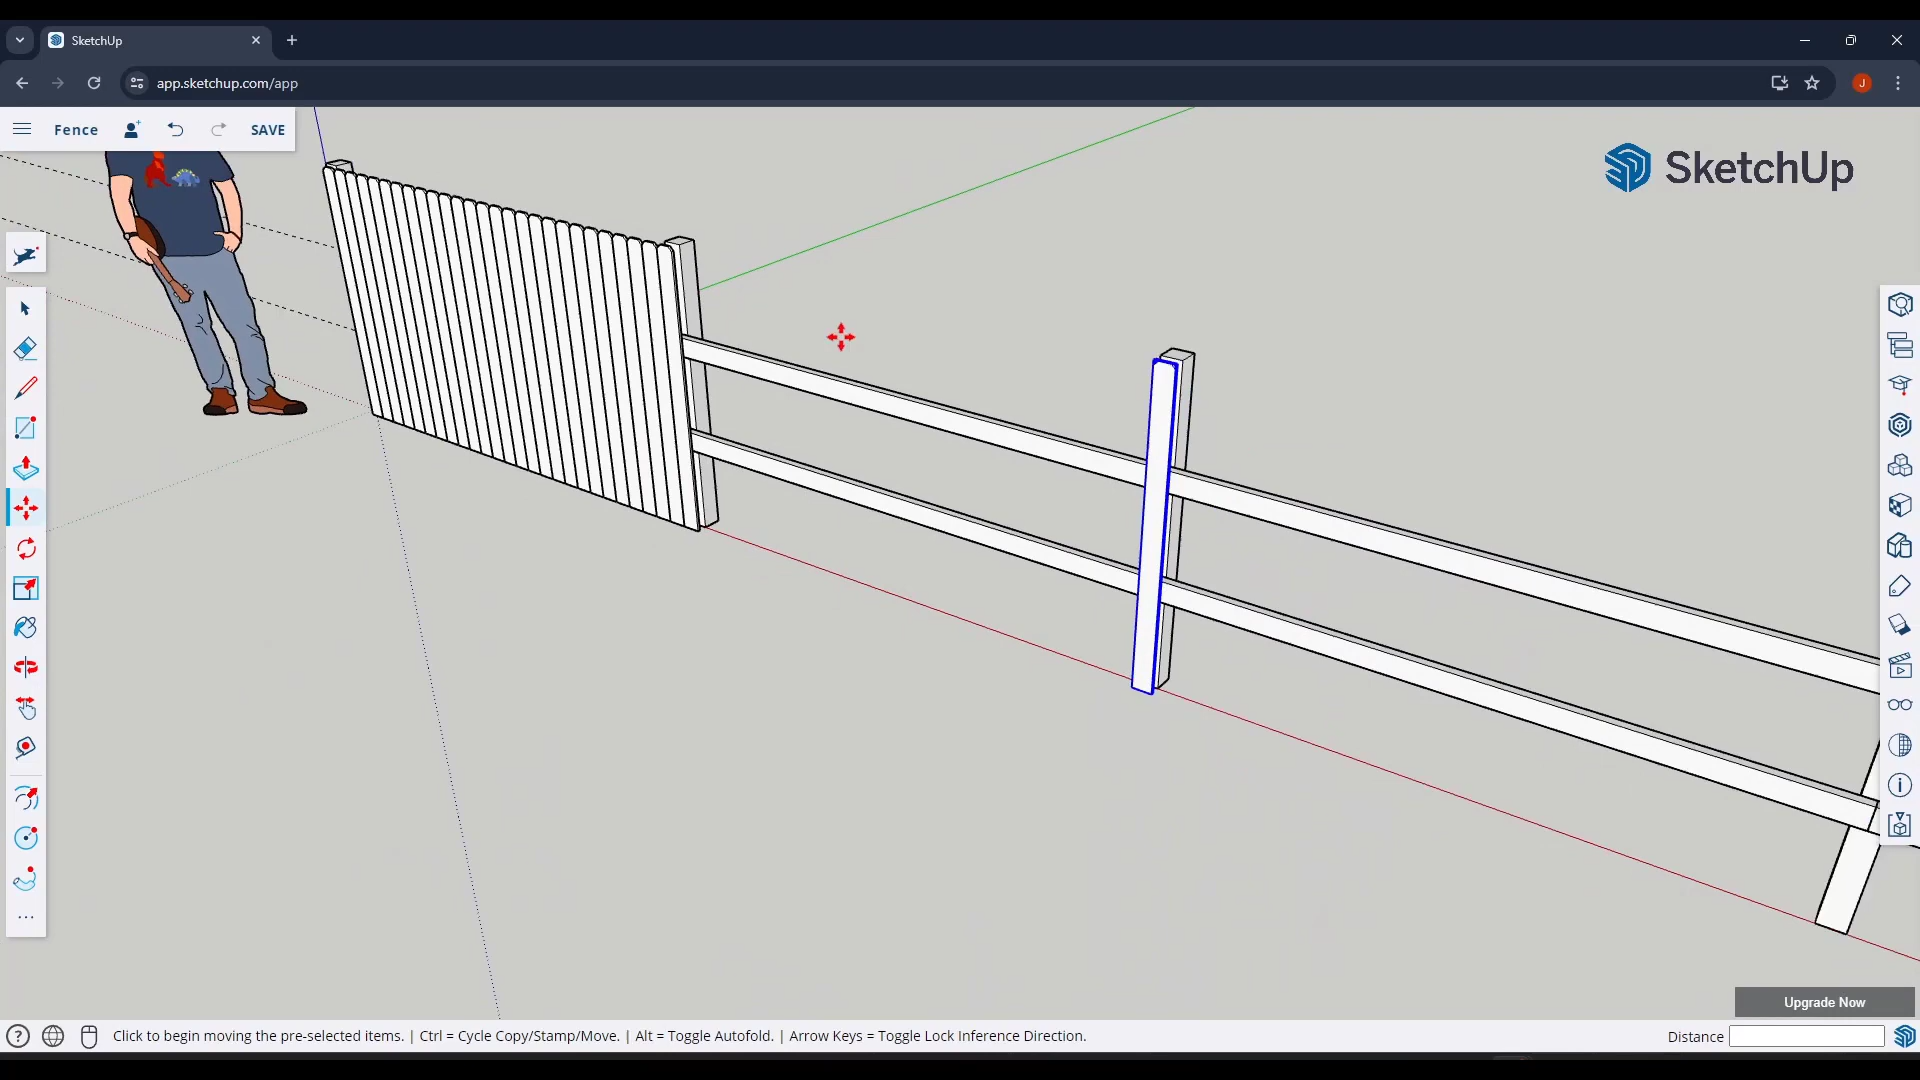 SketchUp
app.sketchup.com/app
J
Fence
SAVE
SketchUp
Upgrade Now
Click to begin moving the pre-selected items. | Ctrl = Cycle Copy/Stamp/Move. | Alt = Toggle Autofold. | Arrow Keys = Toggle Lock Inference Direction.
Distance